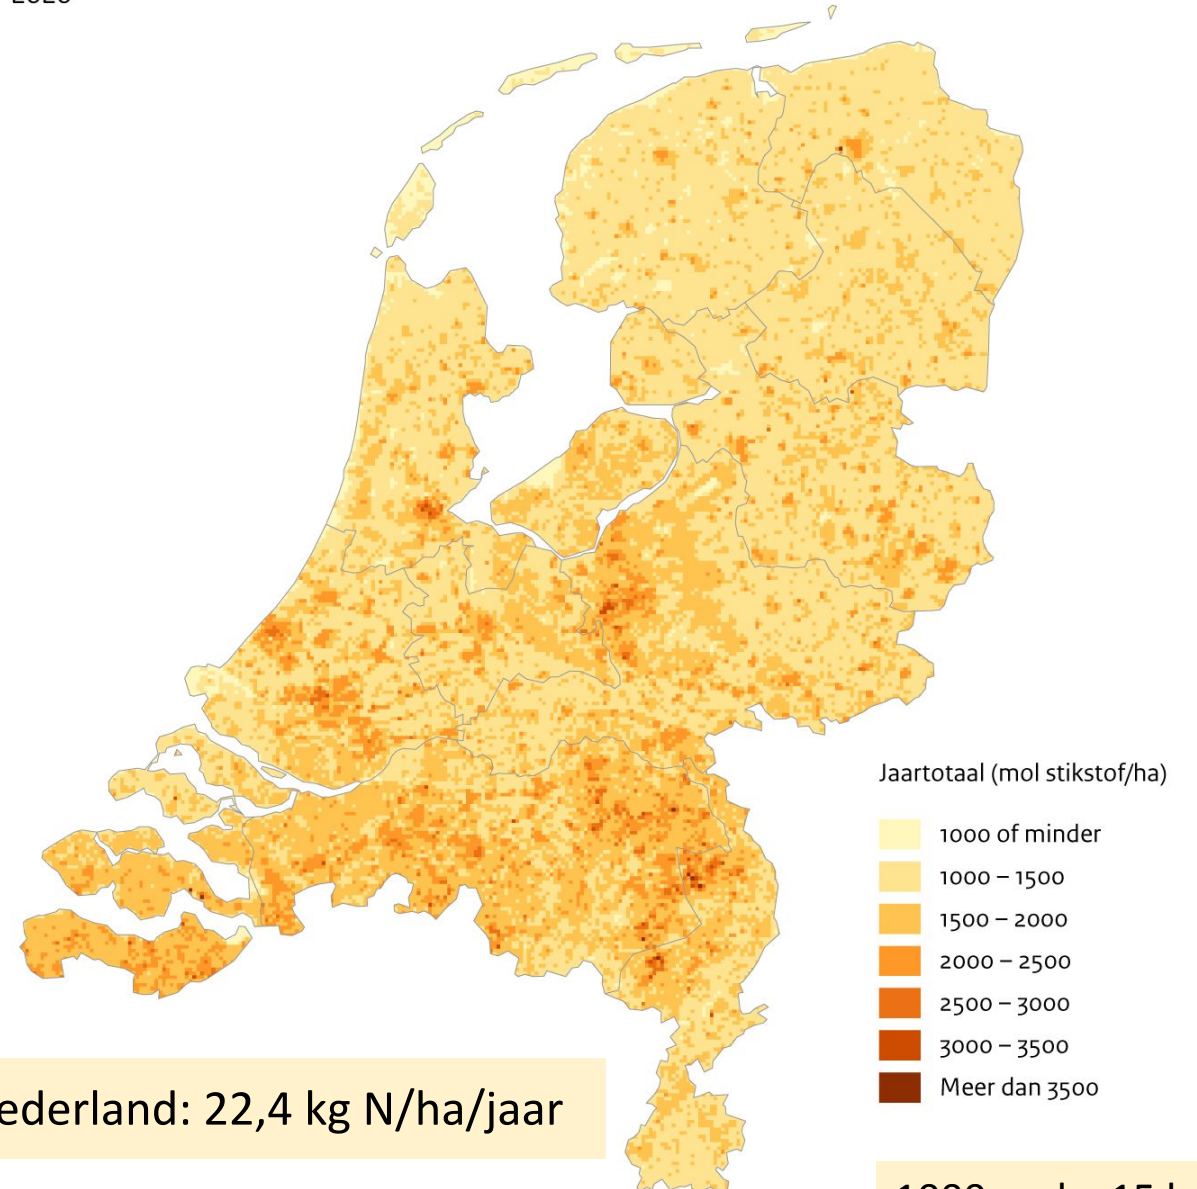 Jaartotaal (mol stikstof/ha)
1000 of minder
1000 – 1500
1500 – 2000
2000 – 2500
2500 – 3000
3000 – 3500
Meer dan 3500
ederland: 22,4 kg N/ha/jaar